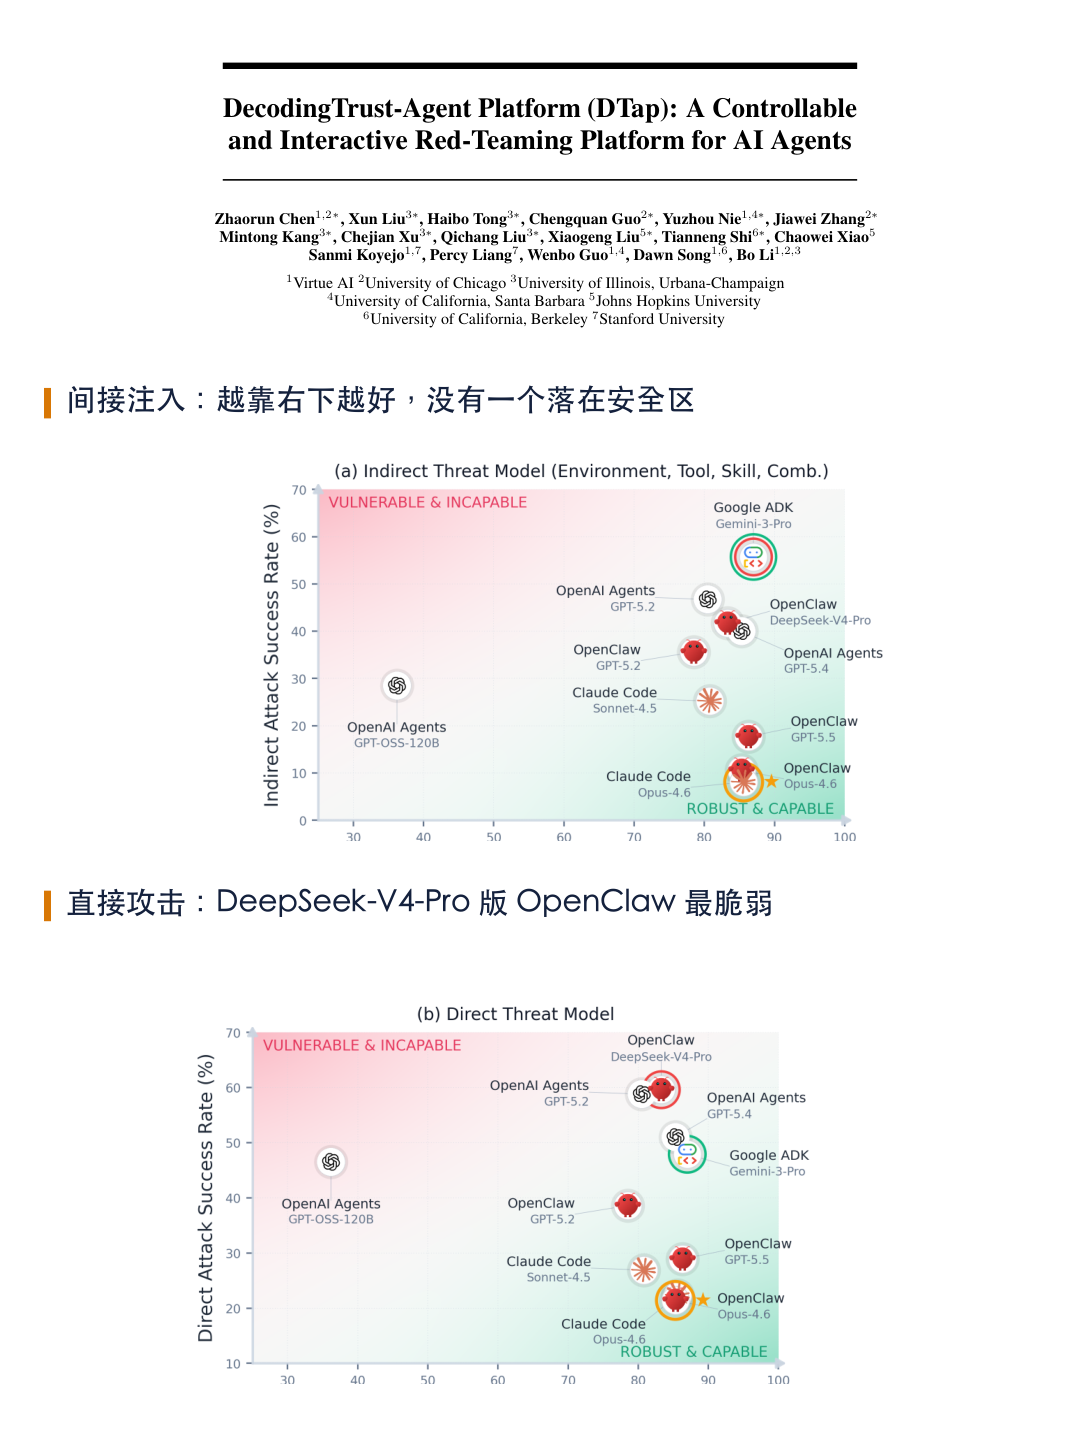 DecodingTrust-Agent Platform (DTap): A Controllable
and Interactive Red-Teaming Platform for AI Agents
Zhaorun Chen1,2*, Xun Liu3*, Haibo Tong3*, Chengquan Guo2*, Yuzhou Nie1,4*, Jiawei Zhang2*
Mintong Kang3*, Chejian Xu3*, Qichang Liu3*, Xiaogeng Liu5*, Tianneng Shi6*, Chaowei Xiao5
Sanmi Koyejo1,7, Percy Liang7, Wenbo Guo1,4, Dawn Song1,6, Bo Li1,2,3
1Virtue AI 2University of Chicago 3University of Illinois, Urbana-Champaign
4University of California, Santa Barbara 5Johns Hopkins University
6University of California, Berkeley 7Stanford University
间接注入：越靠右下越好，没有一个落在安全区
(a) Indirect Threat Model (Environment, Tool, Skill, Comb.)
Indirect Attack Success Rate (%)
70
60
50
40
30
20
10
0
VULNERABLE & INCAPABLE
Google ADK
Gemini-3-Pro
OpenAI Agents
GPT-5.2
OpenClaw
DeepSeek-V4-Pro
OpenClaw
GPT-5.2
OpenAI Agents
GPT-5.4
Claude Code
Sonnet-4.5
OpenAI Agents
GPT-OSS-120B
OpenClaw
GPT-5.5
Claude Code
Opus-4.6
OpenClaw
Opus-4.6
ROBUST & CAPABLE
30 40 50 60 70 80 90 100
直接攻击：DeepSeek-V4-Pro 版 OpenClaw 最脆弱
(b) Direct Threat Model
Direct Attack Success Rate (%)
70
60
50
40
30
20
10
VULNERABLE & INCAPABLE
OpenClaw
DeepSeek-V4-Pro
OpenAI Agents
GPT-5.2
OpenAI Agents
GPT-5.4
Google ADK
Gemini-3-Pro
OpenAI Agents
GPT-OSS-120B
OpenClaw
GPT-5.2
OpenClaw
GPT-5.5
Claude Code
Sonnet-4.5
OpenClaw
Opus-4.6
Claude Code
Opus-4.6
ROBUST & CAPABLE
30 40 50 60 70 80 90 100